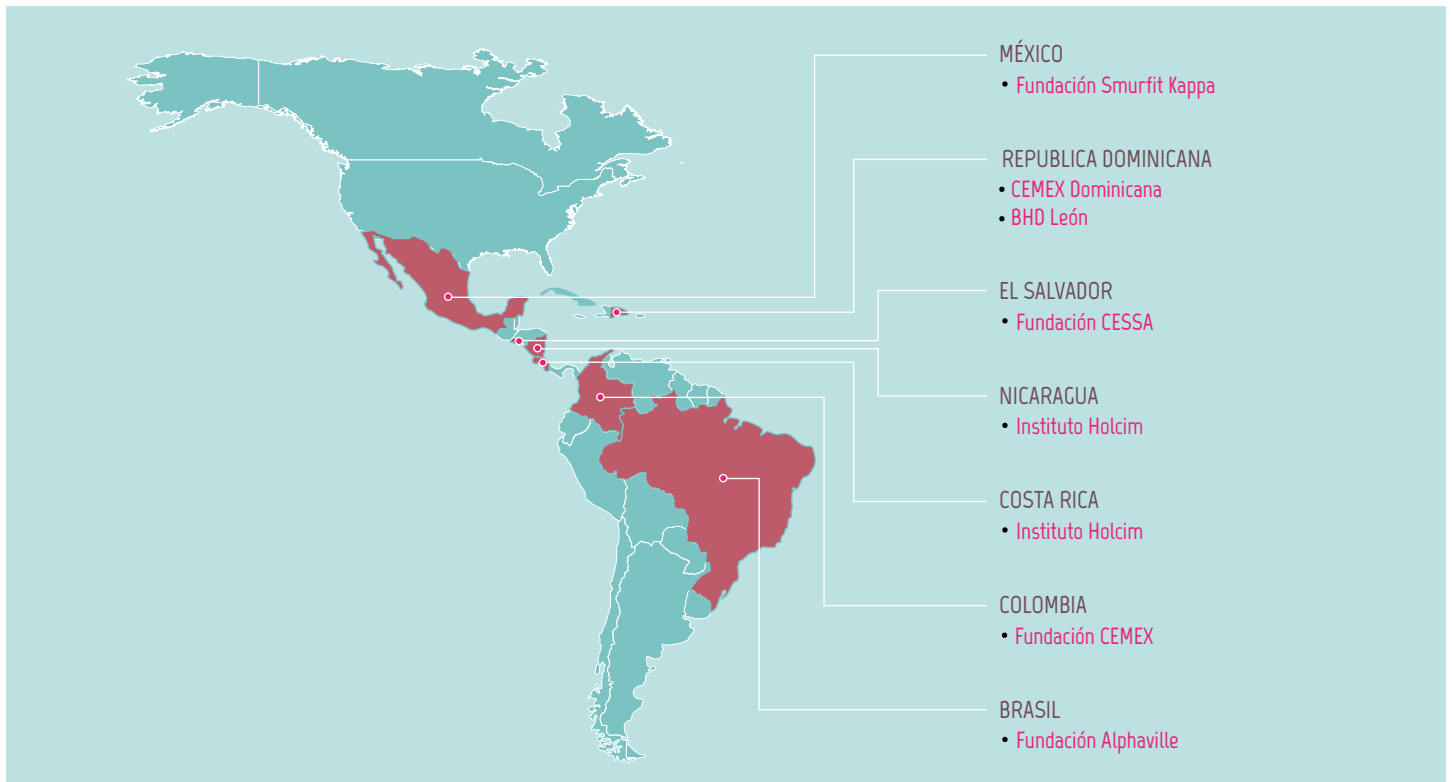 MÉXICO
• Fundación Smurfit Kappa
REPUBLICA DOMINICANA
• CEMEX Dominicana
• BHD León
EL SALVADOR
• Fundación CESSA
NICARAGUA
• Instituto Holcim
COSTA RICA
• Instituto Holcim
COLOMBIA
• Fundación CEMEX
BRASIL
• Fundación Alphaville